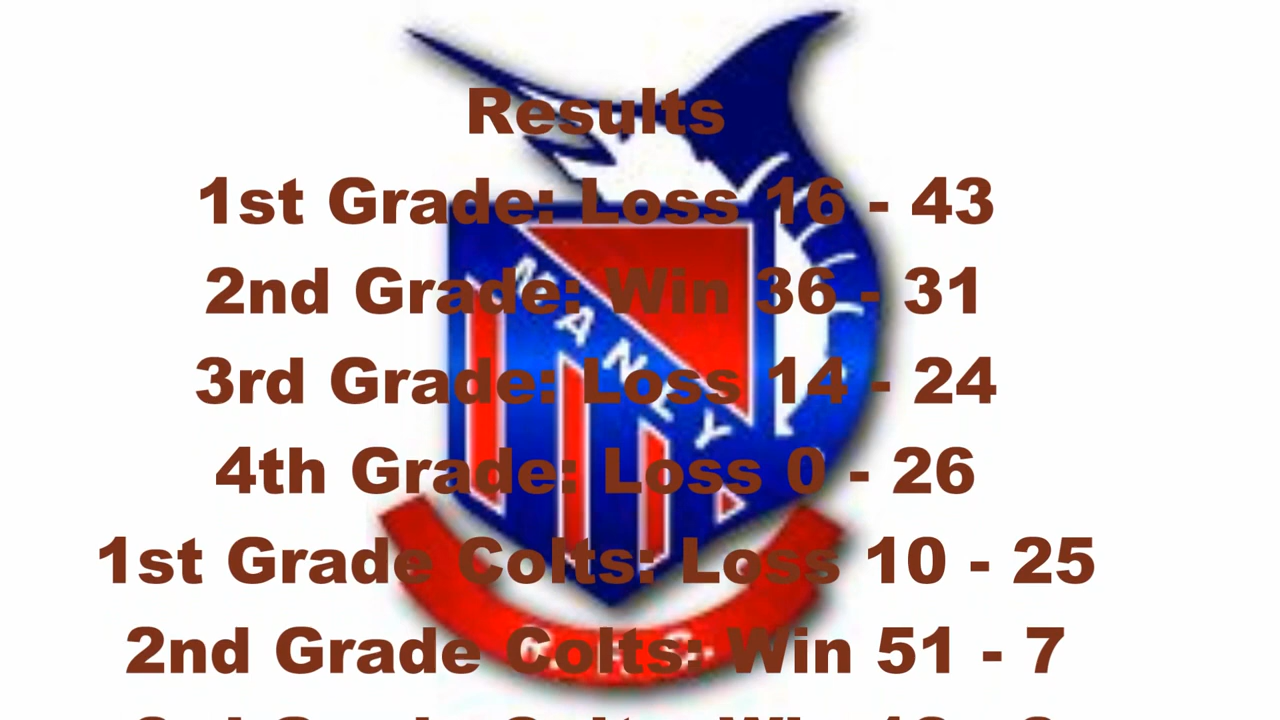 Results
1st Grade: Loss 16 - 43
2nd Grade: Win 36 - 31
MANLY
3rd Grade: Loss 14 - 24
4th Grade: Loss 0 - 26
1st Grade Colts: Loss 10 - 25
2nd Grade Colts: Win 51 - 7